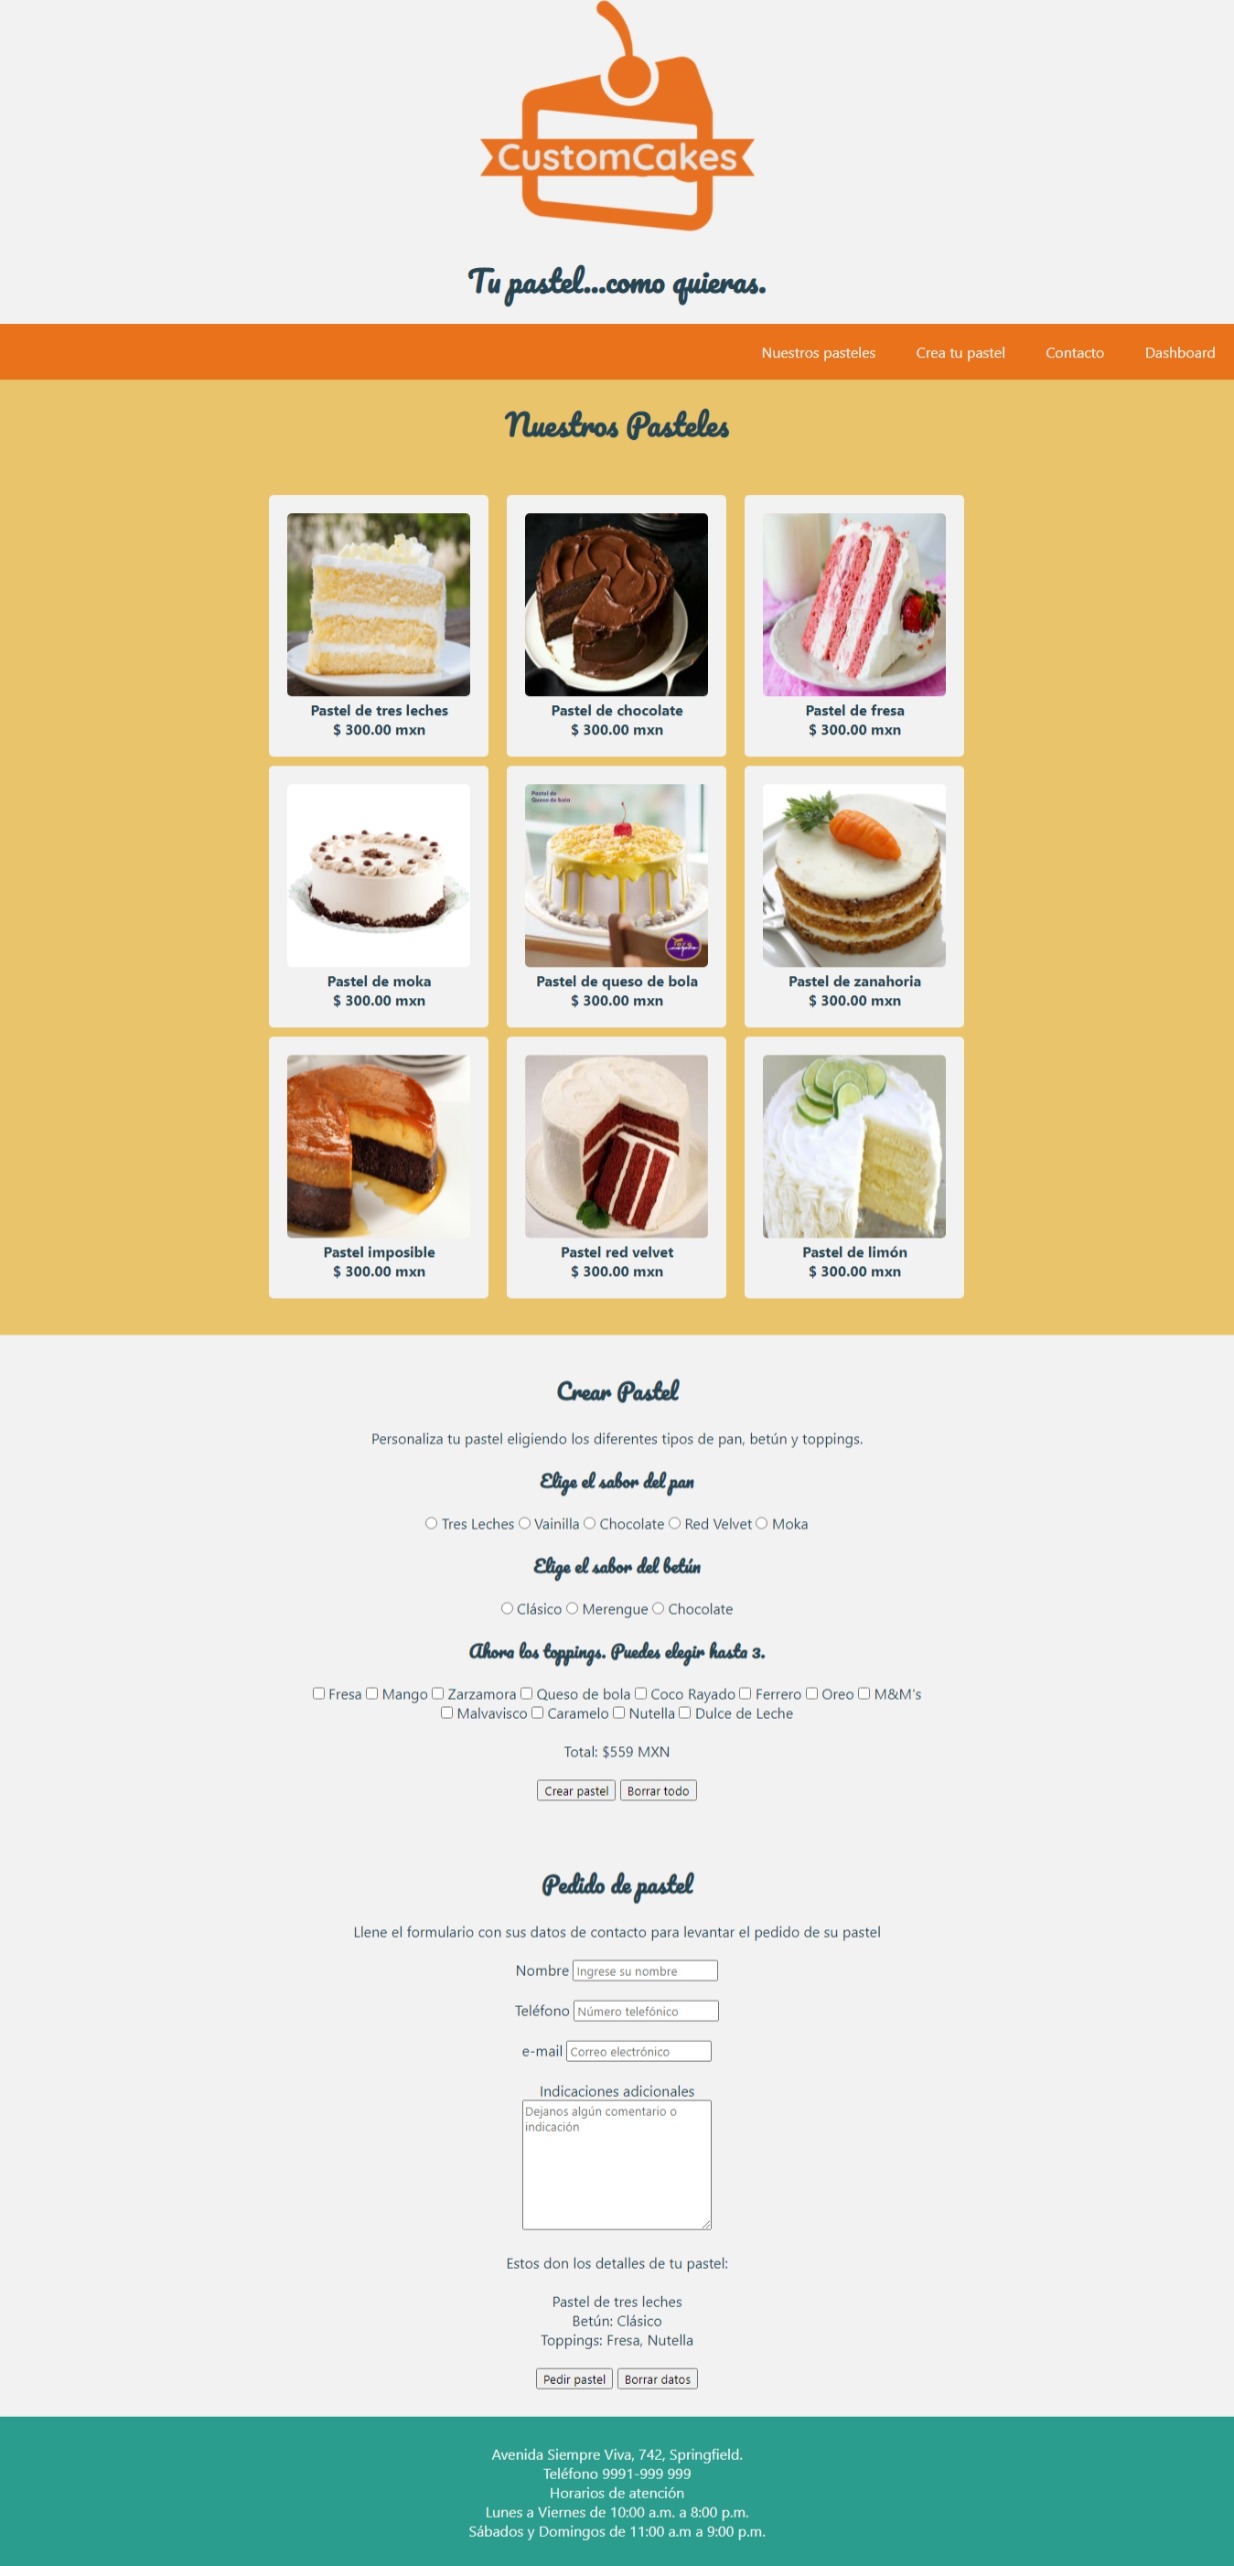 CustomCakes
Tu pastel...como quieras.
Nuestros pasteles Crea tu pastel Contacto Dashboard
Nuestros Pasteles
Pastel de tres leches
$ 300.00 mxn
Pastel de chocolate
$ 300.00 mxn
Pastel de fresa
$ 300.00 mxn
Pastel de
Queso de bola
Pastel de moka
$ 300.00 mxn
Pastel de queso de bola
$ 300.00 mxn
Pastel de zanahoria
$ 300.00 mxn
Pastel imposible
$ 300.00 mxn
Pastel red velvet
$ 300.00 mxn
Pastel de limón
$ 300.00 mxn
Crear Pastel
Personaliza tu pastel eligiendo los diferentes tipos de pan, betún y toppings.
Elige el sabor del pan
Tres Leches Vainilla Chocolate Red Velvet Moka
Elige el sabor del betún
Clásico Merengue Chocolate
Ahora los toppings. Puedes elegir hasta 3.
Fresa Mango Zarzamora Queso de bola Coco Rayado Ferrero Oreo M&M's
Malvavisco Caramelo Nutella Dulce de Leche
Total: $559 MXN
Crear pastel Borrar todo
Pedido de pastel
Llene el formulario con sus datos de contacto para levantar el pedido de su pastel
Nombre Ingrese su nombre
Teléfono Número telefónico
e-mail Correo electrónico
Indicaciones adicionales
Dejanos algún comentario o
indicación
Estos don los detalles de tu pastel:
Pastel de tres leches
Betún: Clásico
Toppings: Fresa, Nutella
Pedir pastel Borrar datos
Avenida Siempre Viva, 742, Springfield.
Teléfono 9991-999 999
Horarios de atención
Lunes a Viernes de 10:00 a.m. a 8:00 p.m.
Sábados y Domingos de 11:00 a.m a 9:00 p.m.